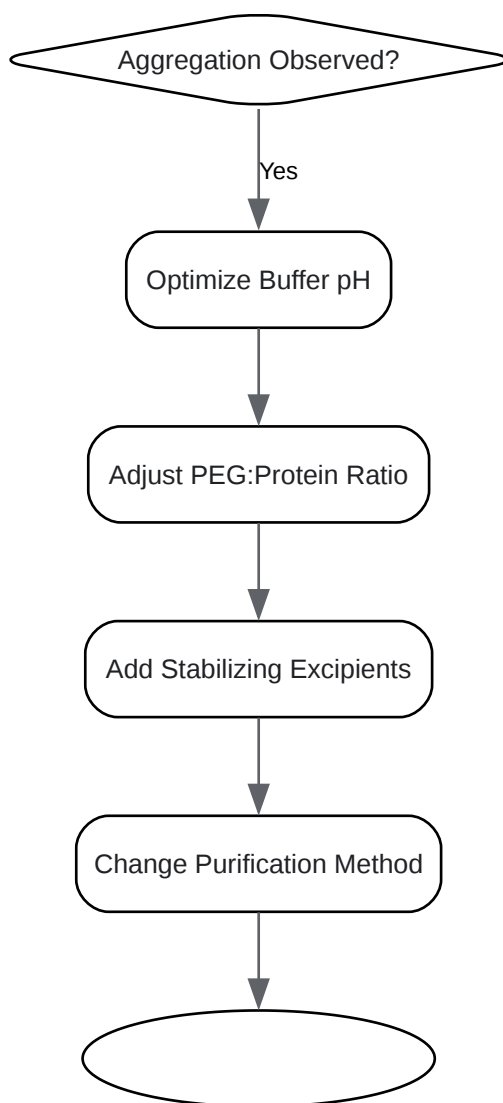 Aggregation Observed?
Yes
Optimize Buffer pH
Adjust PEG:Protein Ratio
Add Stabilizing Excipients
Change Purification Method